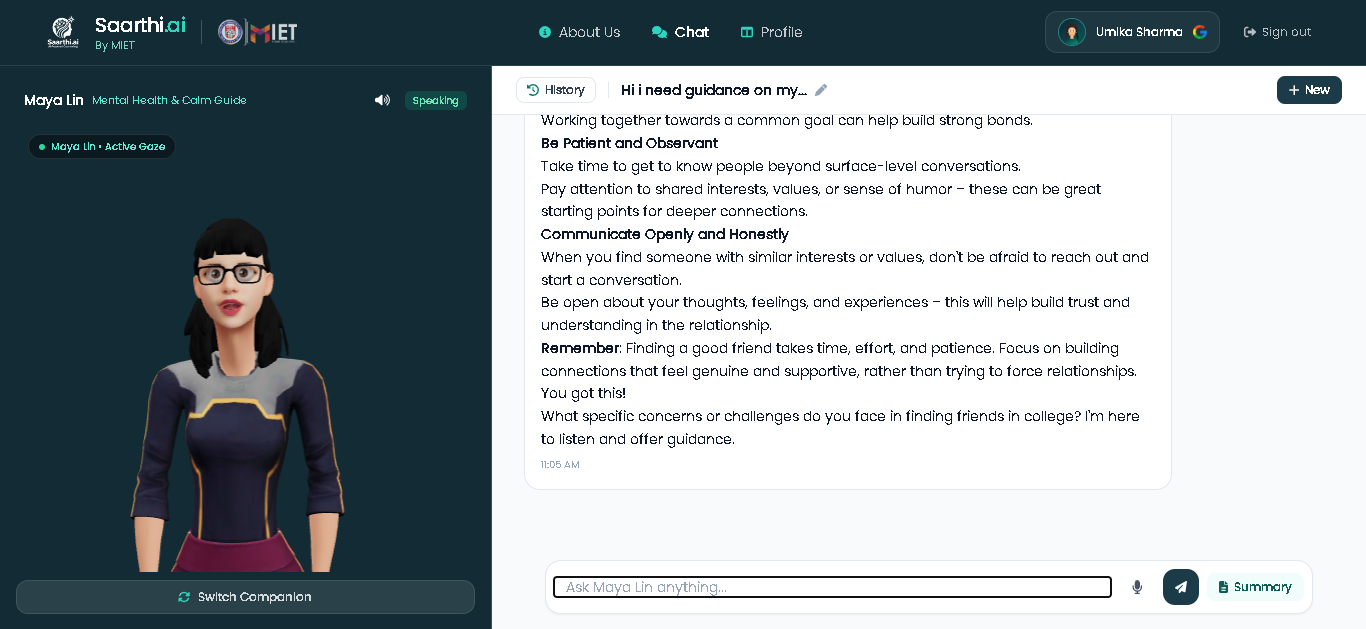 Saarthi.ai
Saarthi.ai
By MIET
MIET
About Us
Chat
Profile
Umika Sharma
Sign out
Maya Lin
Mental Health & Calm Guide
Speaking
Maya Lin • Active Gaze
Switch Companion
History
Hi i need guidance on my...
+ New
Working together towards a common goal can help build strong bonds.
Be Patient and Observant
Take time to get to know people beyond surface-level conversations.
Pay attention to shared interests, values, or sense of humor – these can be great
starting points for deeper connections.
Communicate Openly and Honestly
When you find someone with similar interests or values, don't be afraid to reach out and
start a conversation.
Be open about your thoughts, feelings, and experiences – this will help build trust and
understanding in the relationship.
Remember: Finding a good friend takes time, effort, and patience. Focus on building
connections that feel genuine and supportive, rather than trying to force relationships.
You got this!
What specific concerns or challenges do you face in finding friends in college? I'm here
to listen and offer guidance.
11:05 AM
Ask Maya Lin anything...
Summary